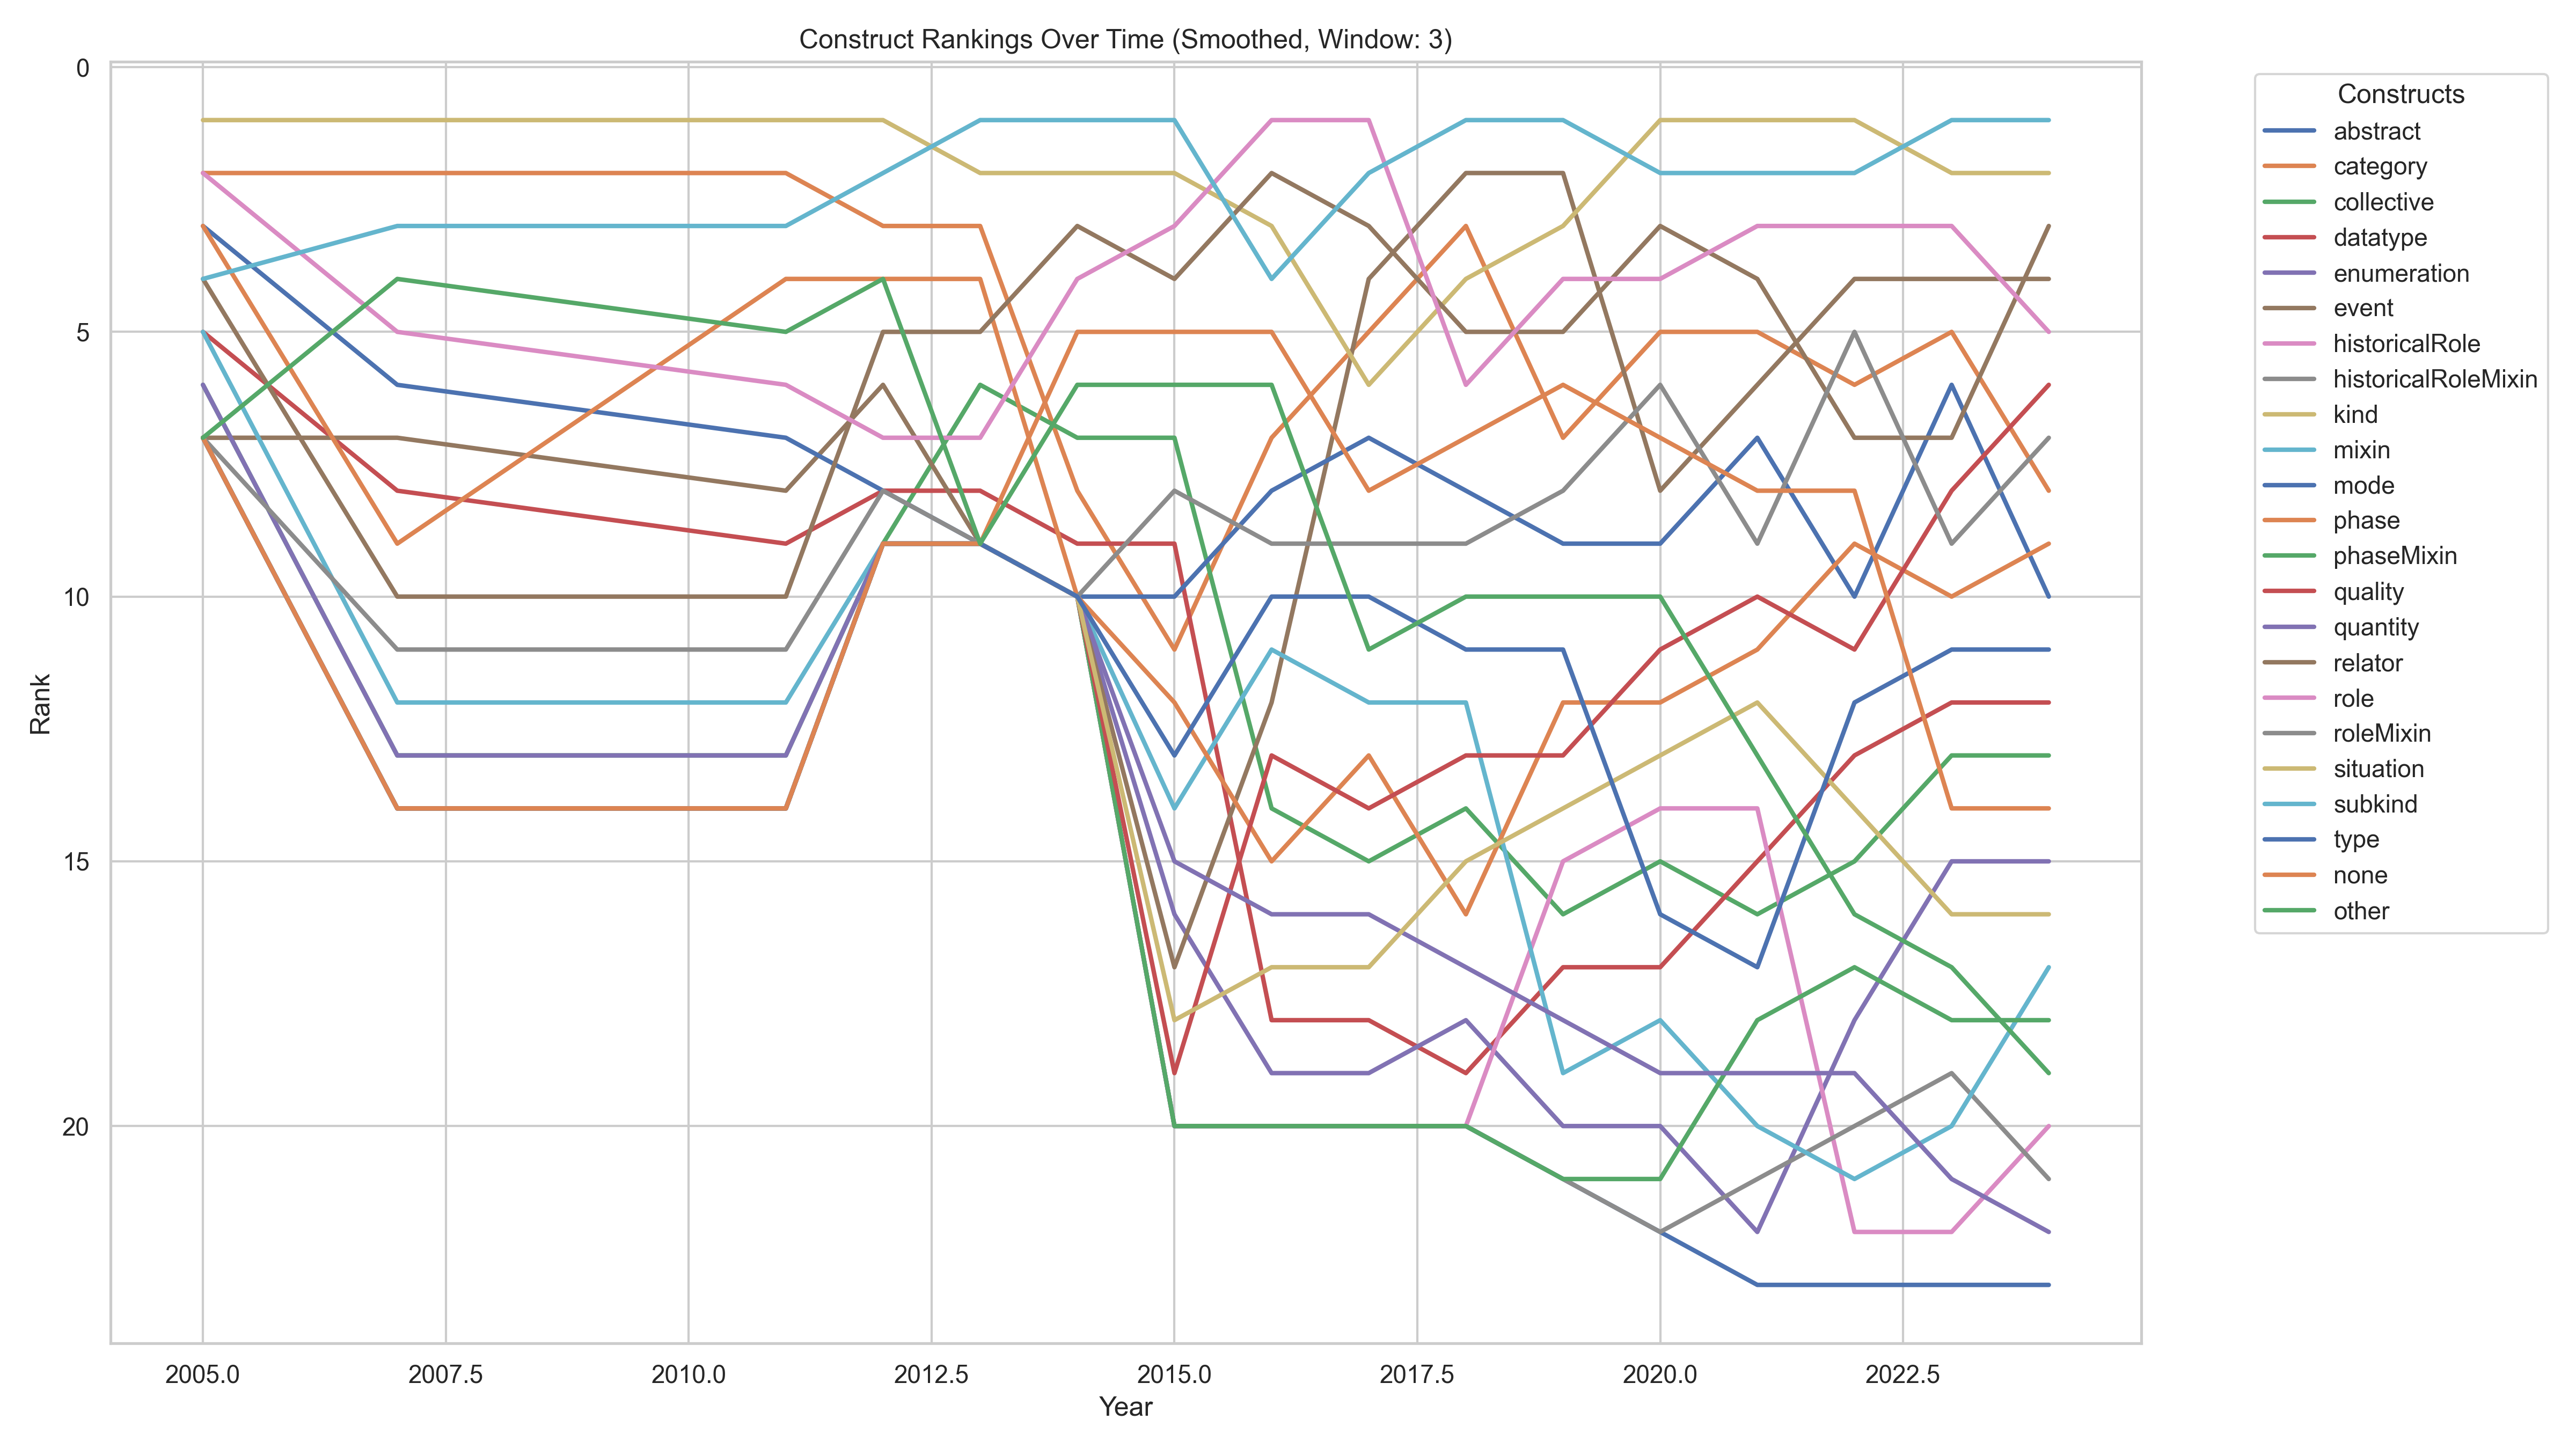 Construct Rankings Over Time (Smoothed, Window: 3)
Rank
0
5
10
15
20
2005.0
2007.5
2010.0
2012.5
2015.0
2017.5
2020.0
2022.5
Year
Constructs
abstract
category
collective
datatype
enumeration
event
historicalRole
historicalRoleMixin
kind
mixin
mode
phase
phaseMixin
quality
quantity
relator
role
roleMixin
situation
subkind
type
none
other